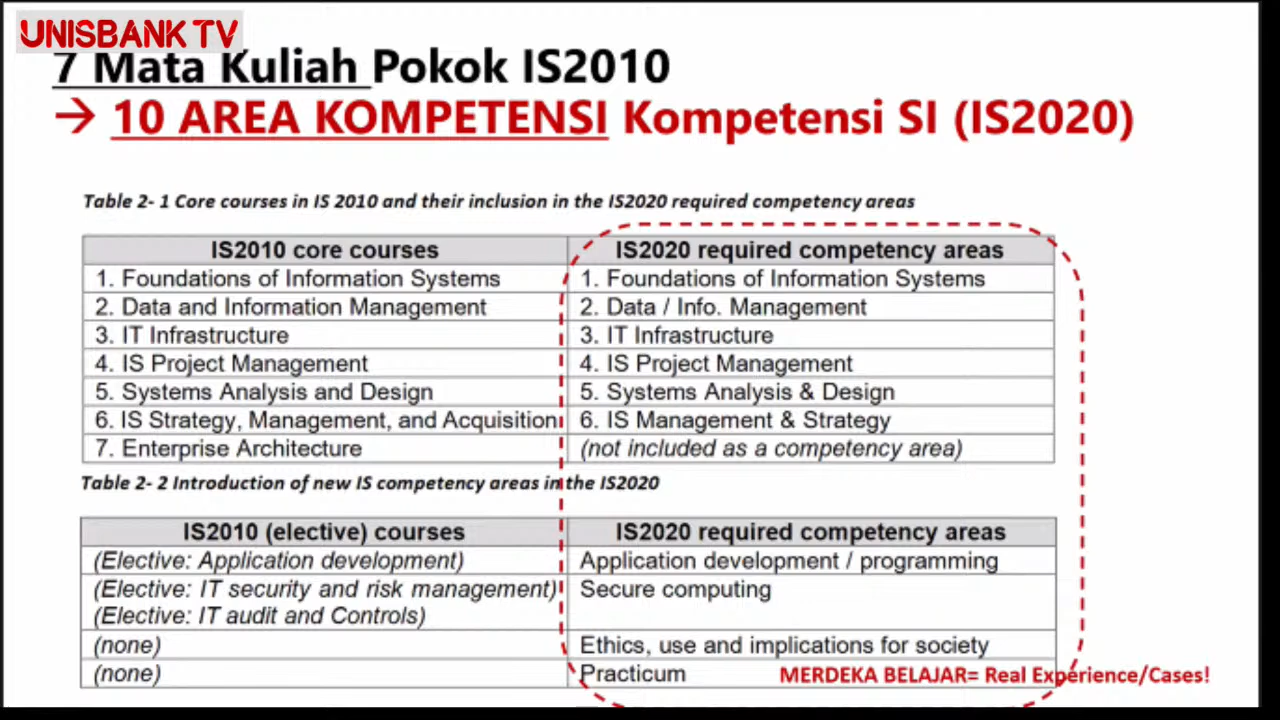 UNISBANK TV
7 Mata Kuliah Pokok IS2010
→ 10 AREA KOMPETENSI Kompetensi SI (IS2020)
Table 2- 1 Core courses in IS 2010 and their inclusion in the IS2020 required competency areas
IS2010 core courses IS2020 required competency areas
1. Foundations of Information Systems 1. Foundations of Information Systems
2. Data and Information Management 2. Data / Info. Management
3. IT Infrastructure 3. IT Infrastructure
4. IS Project Management 4. IS Project Management
5. Systems Analysis and Design 5. Systems Analysis & Design
6. IS Strategy, Management, and Acquisition 6. IS Management & Strategy
7. Enterprise Architecture (not included as a competency area)
Table 2- 2 Introduction of new IS competency areas in the IS2020
IS2010 (elective) courses IS2020 required competency areas
(Elective: Application development) Application development / programming
(Elective: IT security and risk management) Secure computing
(Elective: IT audit and Controls)
(none) Ethics, use and implications for society
(none) Practicum MERDEKA BELAJAR= Real Experience/Cases!